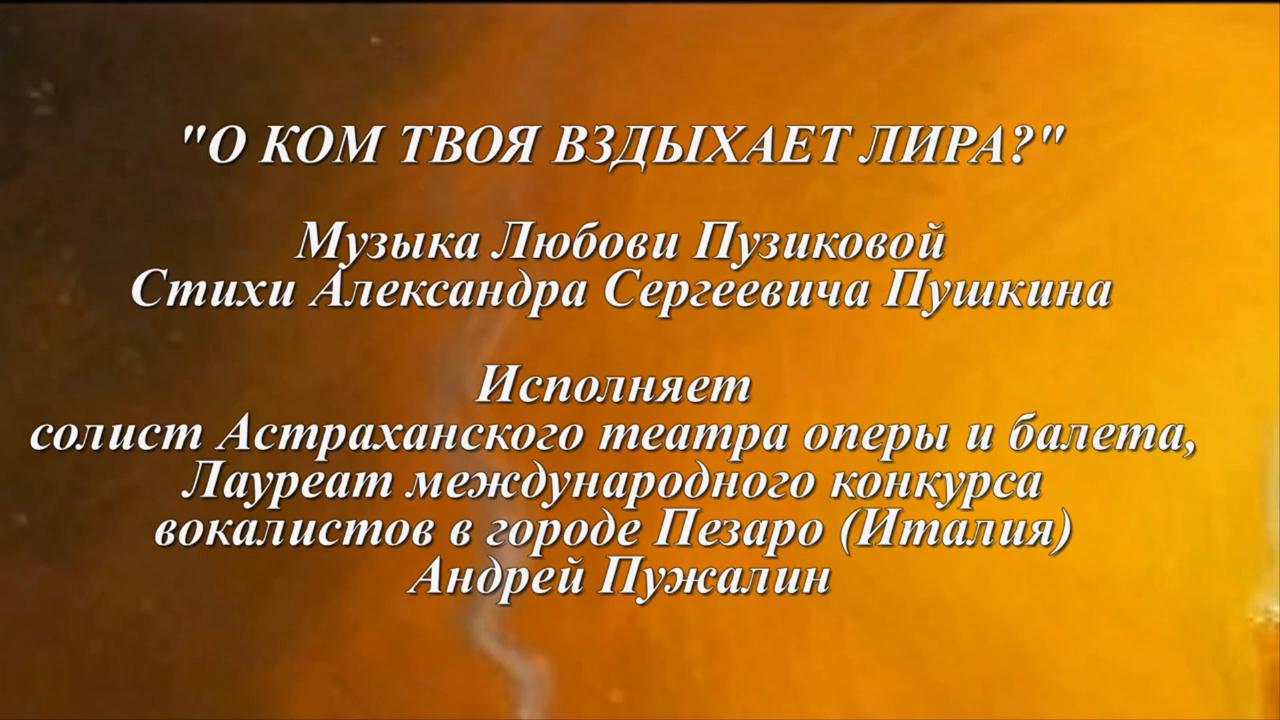 "О КОМ ТВОЯ ВЗДЫХАЕТ ЛИРА?"
Музыка Любови Пузиковой
Стихи Александра Сергеевича Пушкина
Исполняет
солист Астраханского театра оперы и балета,
Лауреат международного конкурса
вокалистов в городе Пезаро (Италия)
Андрей Пужалин